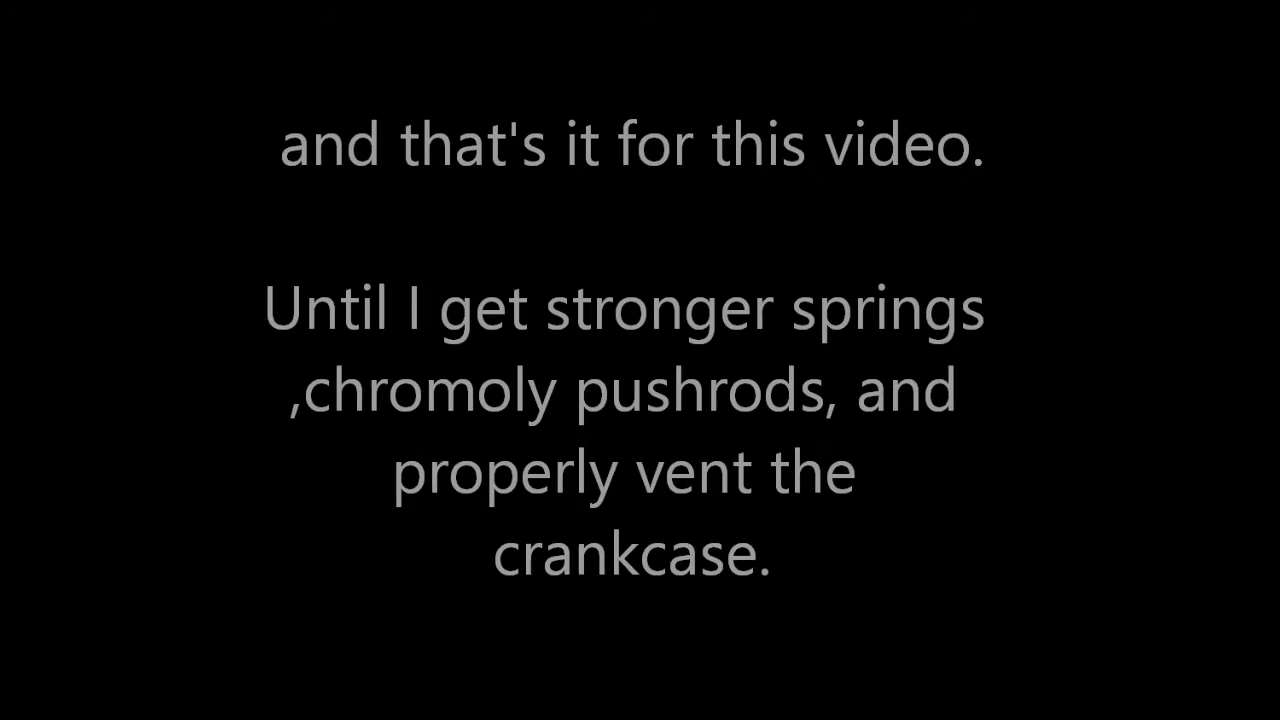 and that's it for this video.
Until I get stronger springs
,chromoly pushrods, and
properly vent the
crankcase.